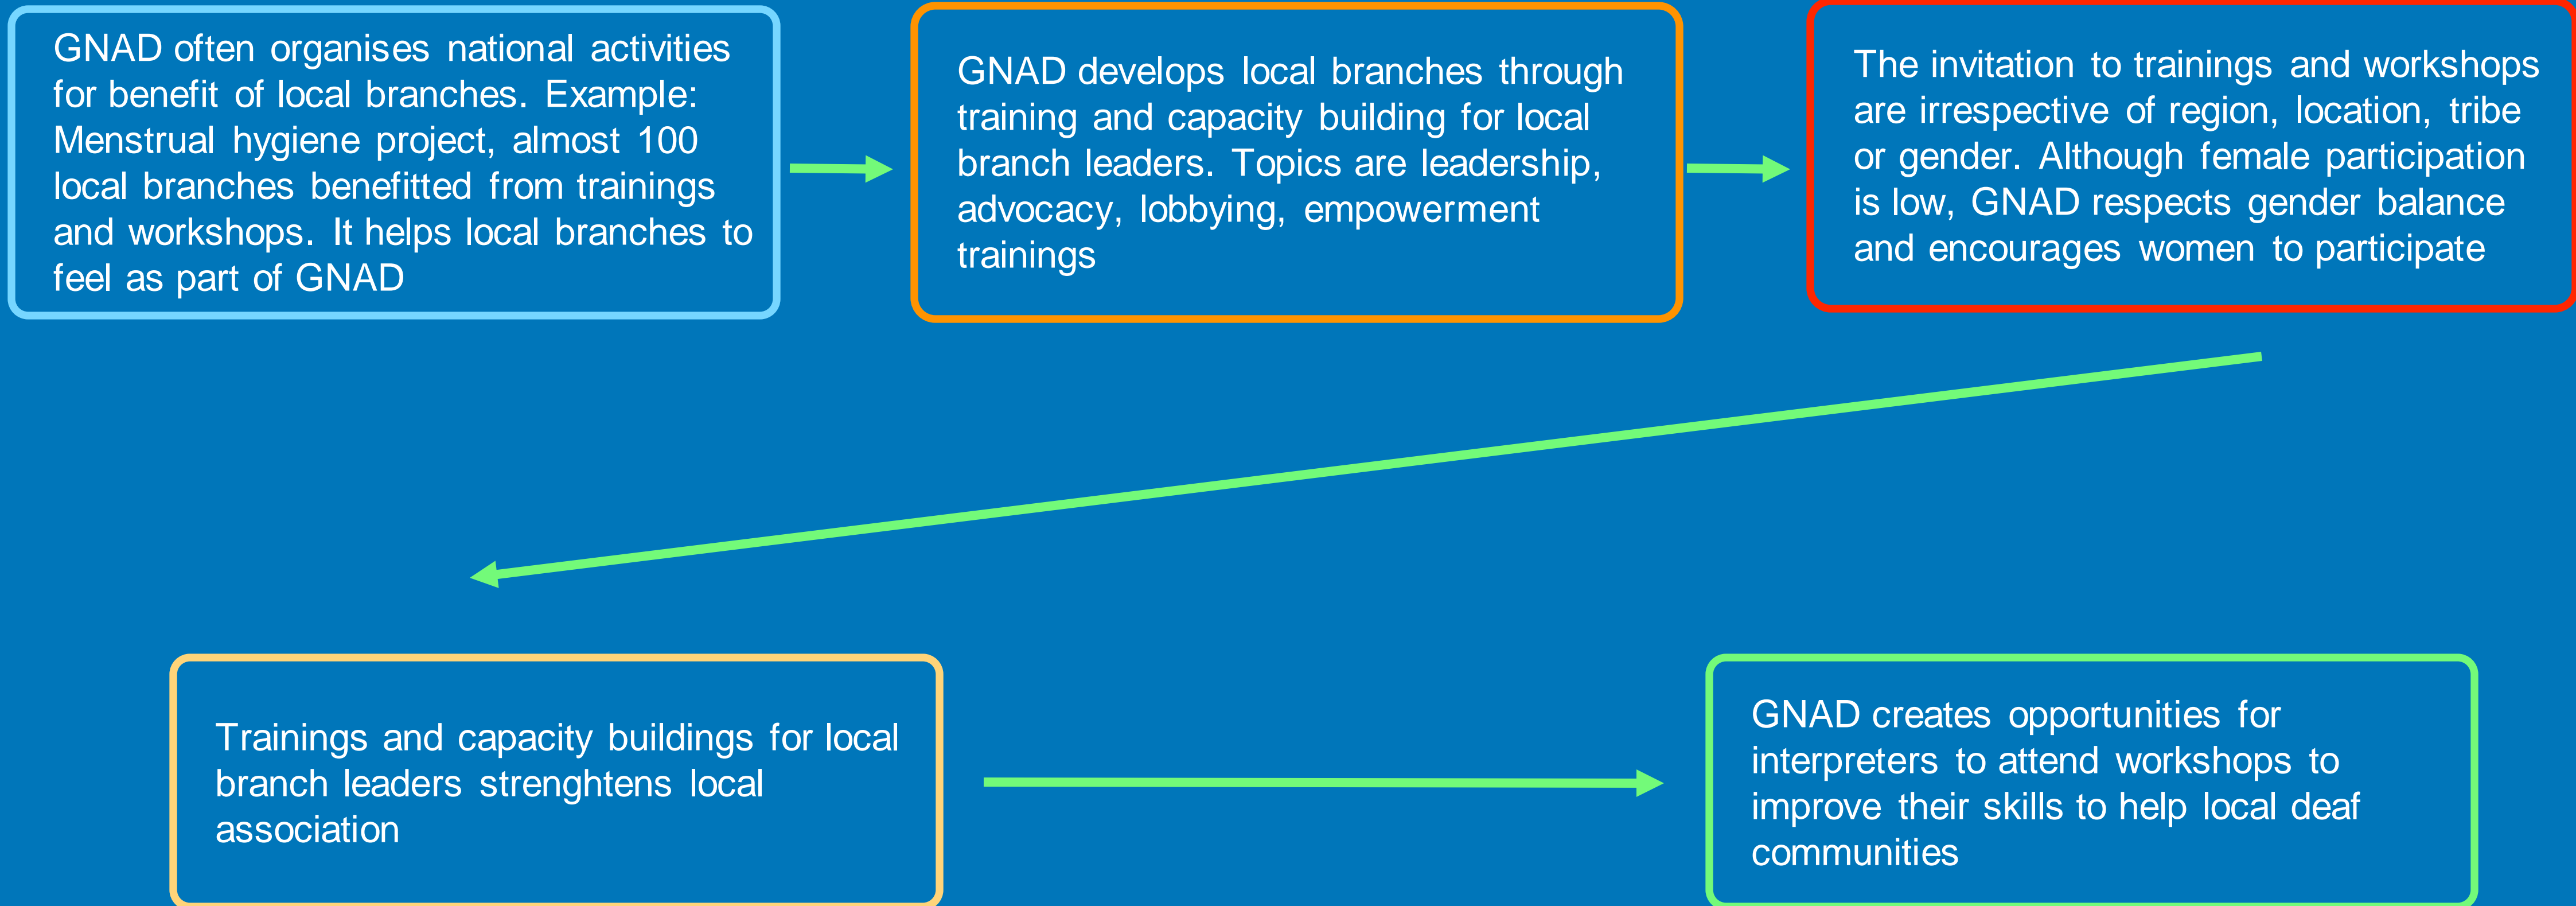 GNAD often organises national activities
for benefit of local branches. Example:
Menstrual hygiene project, almost 100
local branches benefitted from trainings
and workshops. It helps local branches to
feel as part of GNAD
GNAD develops local branches through
training and capacity building for local
branch leaders. Topics are leadership,
advocacy, lobbying, empowerment
trainings
The invitation to trainings and workshops
are irrespective of region, location, tribe
or gender. Although female participation
is low, GNAD respects gender balance
and encourages women to participate
Trainings and capacity buildings for local
branch leaders strenghtens local
association
GNAD creates opportunities for
interpreters to attend workshops to
improve their skills to help local deaf
communities